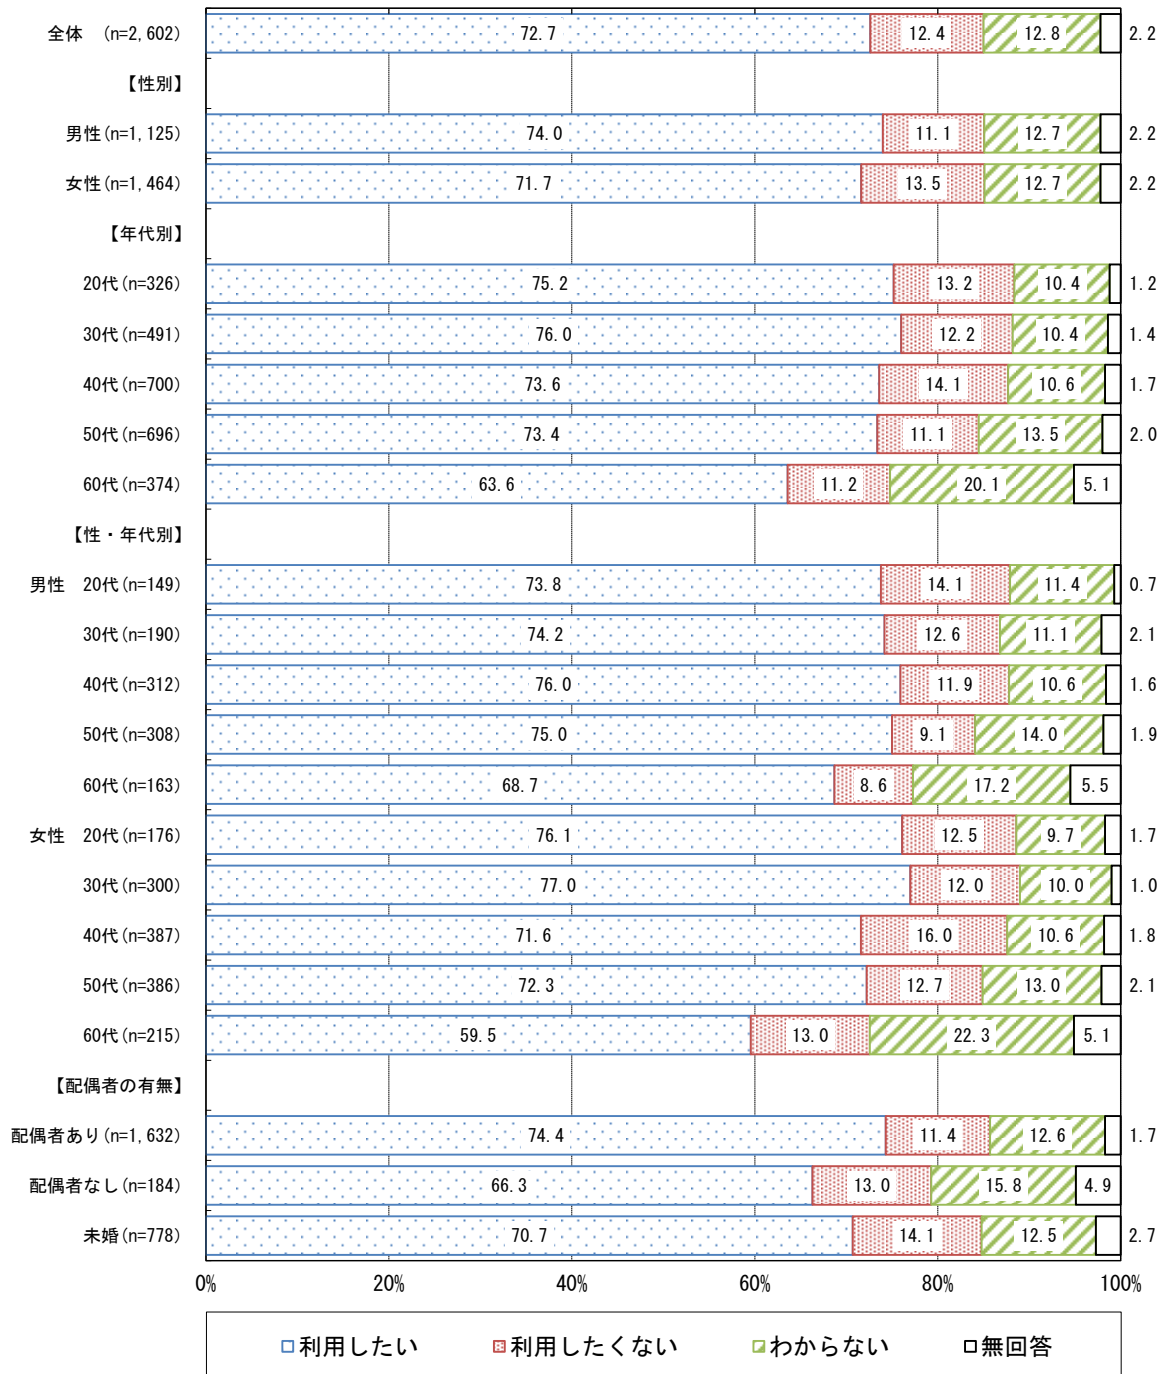 全体　(n=2,602) 72.7 12.4 12.8 2.2
【性別】
男性(n=1,125) 74.0 11.1 12.7 2.2
女性(n=1,464) 71.7 13.5 12.7 2.2
【年代別】
20代(n=326) 75.2 13.2 10.4 1.2
30代(n=491) 76.0 12.2 10.4 1.4
40代(n=700) 73.6 14.1 10.6 1.7
50代(n=696) 73.4 11.1 13.5 2.0
60代(n=374) 63.6 11.2 20.1 5.1
【性・年代別】
男性　20代(n=149) 73.8 14.1 11.4 0.7
30代(n=190) 74.2 12.6 11.1 2.1
40代(n=312) 76.0 11.9 10.6 1.6
50代(n=308) 75.0 9.1 14.0 1.9
60代(n=163) 68.7 8.6 17.2 5.5
女性　20代(n=176) 76.1 12.5 9.7 1.7
30代(n=300) 77.0 12.0 10.0 1.0
40代(n=387) 71.6 16.0 10.6 1.8
50代(n=386) 72.3 12.7 13.0 2.1
60代(n=215) 59.5 13.0 22.3 5.1
【配偶者の有無】
配偶者あり(n=1,632) 74.4 11.4 12.6 1.7
配偶者なし(n=184) 66.3 13.0 15.8 4.9
未婚(n=778) 70.7 14.1 12.5 2.7
0% 20% 40% 60% 80% 100%
利用したい 利用したくない わからない 無回答